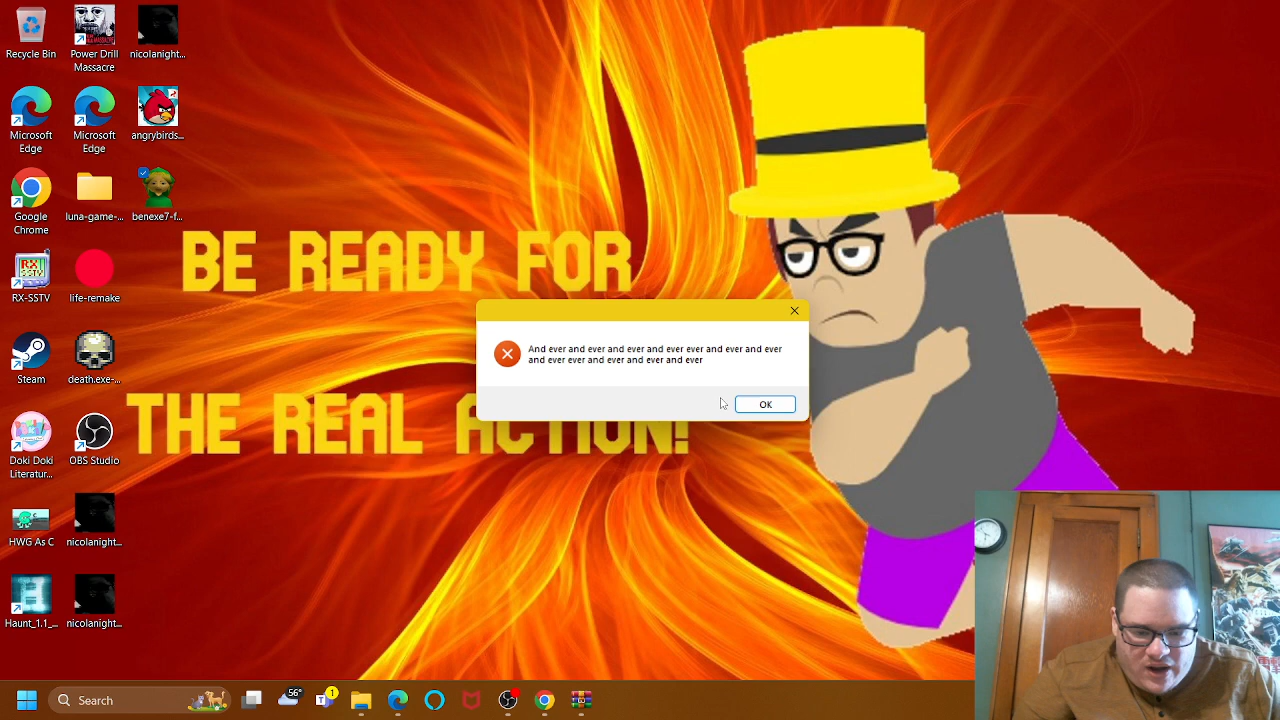 Recycle Bin
Power Drill
Massacre
nicolanight...
Microsoft
Edge
Microsoft
Edge
angrybirds...
Google
Chrome
luna-game-...
benexe7-f...
RX
SSTV
RX-SSTV
life-remake
Steam
death.exe-...
Doki Doki
Literatur...
OBS Studio
HWG As C
nicolanight...
Haunt_1.1_...
nicolanight...
BE READY FOR
THE REAL ACTION!
And ever and ever and ever and ever ever and ever and ever
and ever ever and ever and ever and ever
OK
Search
56°
T
1